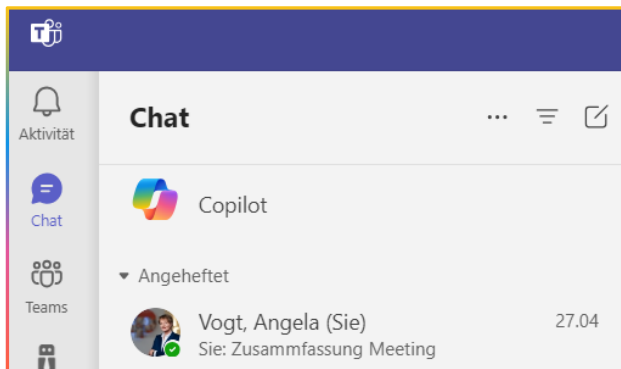 T
Aktivität
Chat
...
Copilot
Chat
Angeheftet
Teams
Vogt, Angela (Sie) 27.04
Sie: Zusammfassung Meeting